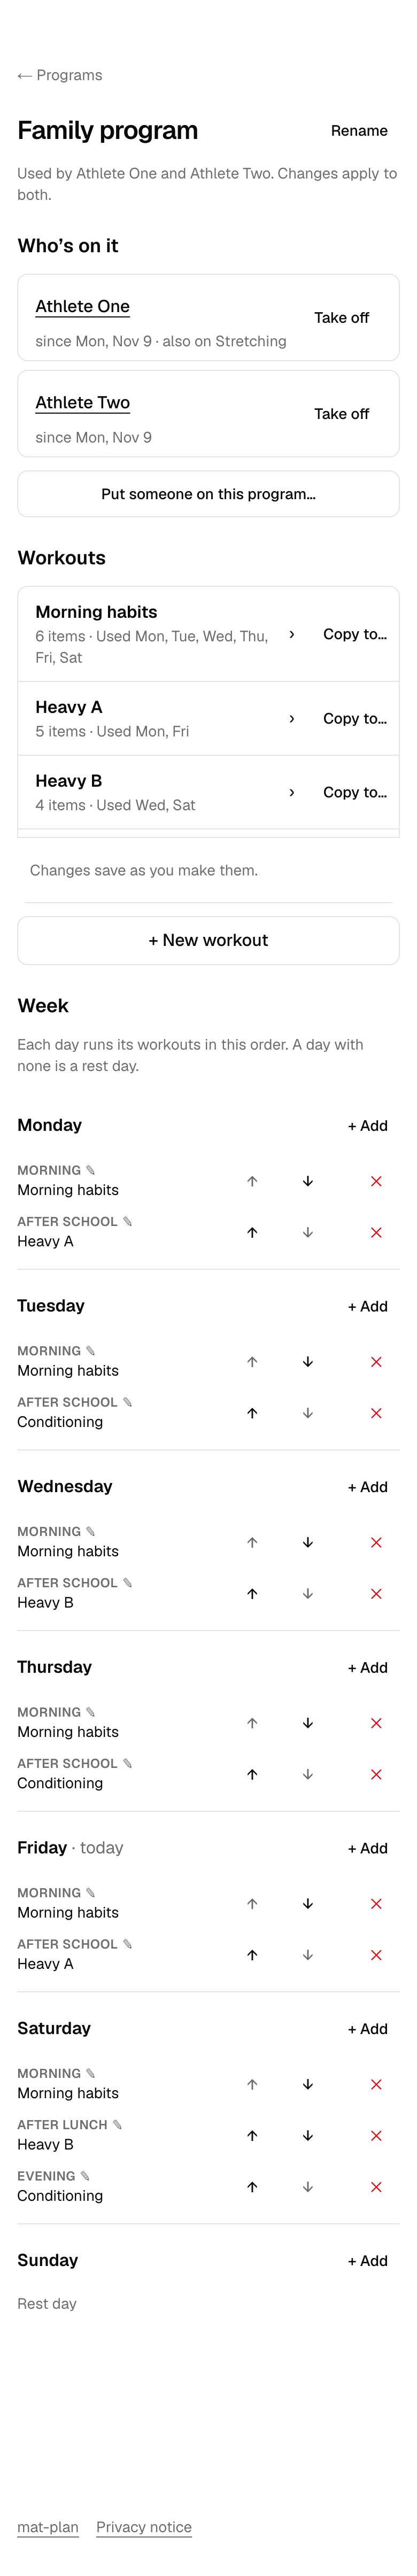 ← Programs
Family program
Rename
Used by Athlete One and Athlete Two. Changes apply to
both.
Who’s on it
Athlete One
since Mon, Nov 9 · also on Stretching
Take off
Athlete Two
since Mon, Nov 9
Take off
Put someone on this program…
Workouts
Morning habits
6 items · Used Mon, Tue, Wed, Thu,
Fri, Sat
› Copy to…
Heavy A
5 items · Used Mon, Fri
› Copy to…
Heavy B
4 items · Used Wed, Sat
› Copy to…
Changes save as you make them.
+ New workout
Week
Each day runs its workouts in this order. A day with
none is a rest day.
Monday
+ Add
MORNING ✎
Morning habits
↑ ↓ ×
AFTER SCHOOL ✎
Heavy A
↑ ↓ ×
Tuesday
+ Add
MORNING ✎
Morning habits
↑ ↓ ×
AFTER SCHOOL ✎
Conditioning
↑ ↓ ×
Wednesday
+ Add
MORNING ✎
Morning habits
↑ ↓ ×
AFTER SCHOOL ✎
Heavy B
↑ ↓ ×
Thursday
+ Add
MORNING ✎
Morning habits
↑ ↓ ×
AFTER SCHOOL ✎
Conditioning
↑ ↓ ×
Friday · today
+ Add
MORNING ✎
Morning habits
↑ ↓ ×
AFTER SCHOOL ✎
Heavy A
↑ ↓ ×
Saturday
+ Add
MORNING ✎
Morning habits
↑ ↓ ×
AFTER LUNCH ✎
Heavy B
↑ ↓ ×
EVENING ✎
Conditioning
↑ ↓ ×
Sunday
+ Add
Rest day
mat-plan
Privacy notice